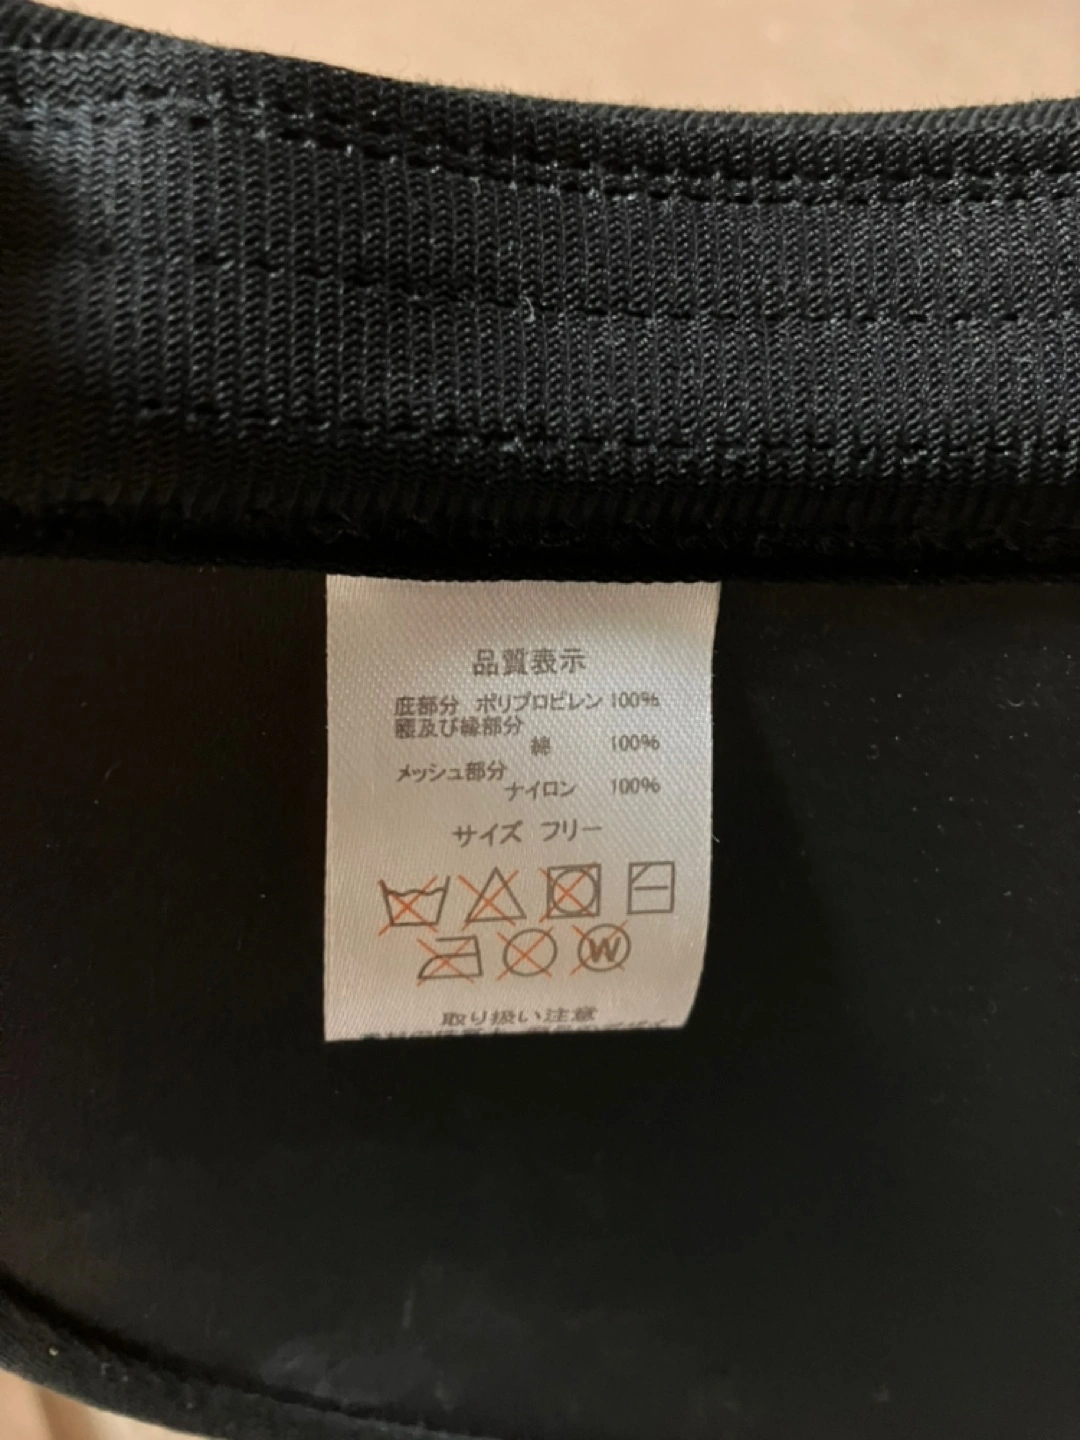 品質表示
底部分 ポリプロピレン 100%
腰及び縁部分
綿 100%
メッシュ部分
ナイロン 100%
サイズ フリー
W
取り扱い注意